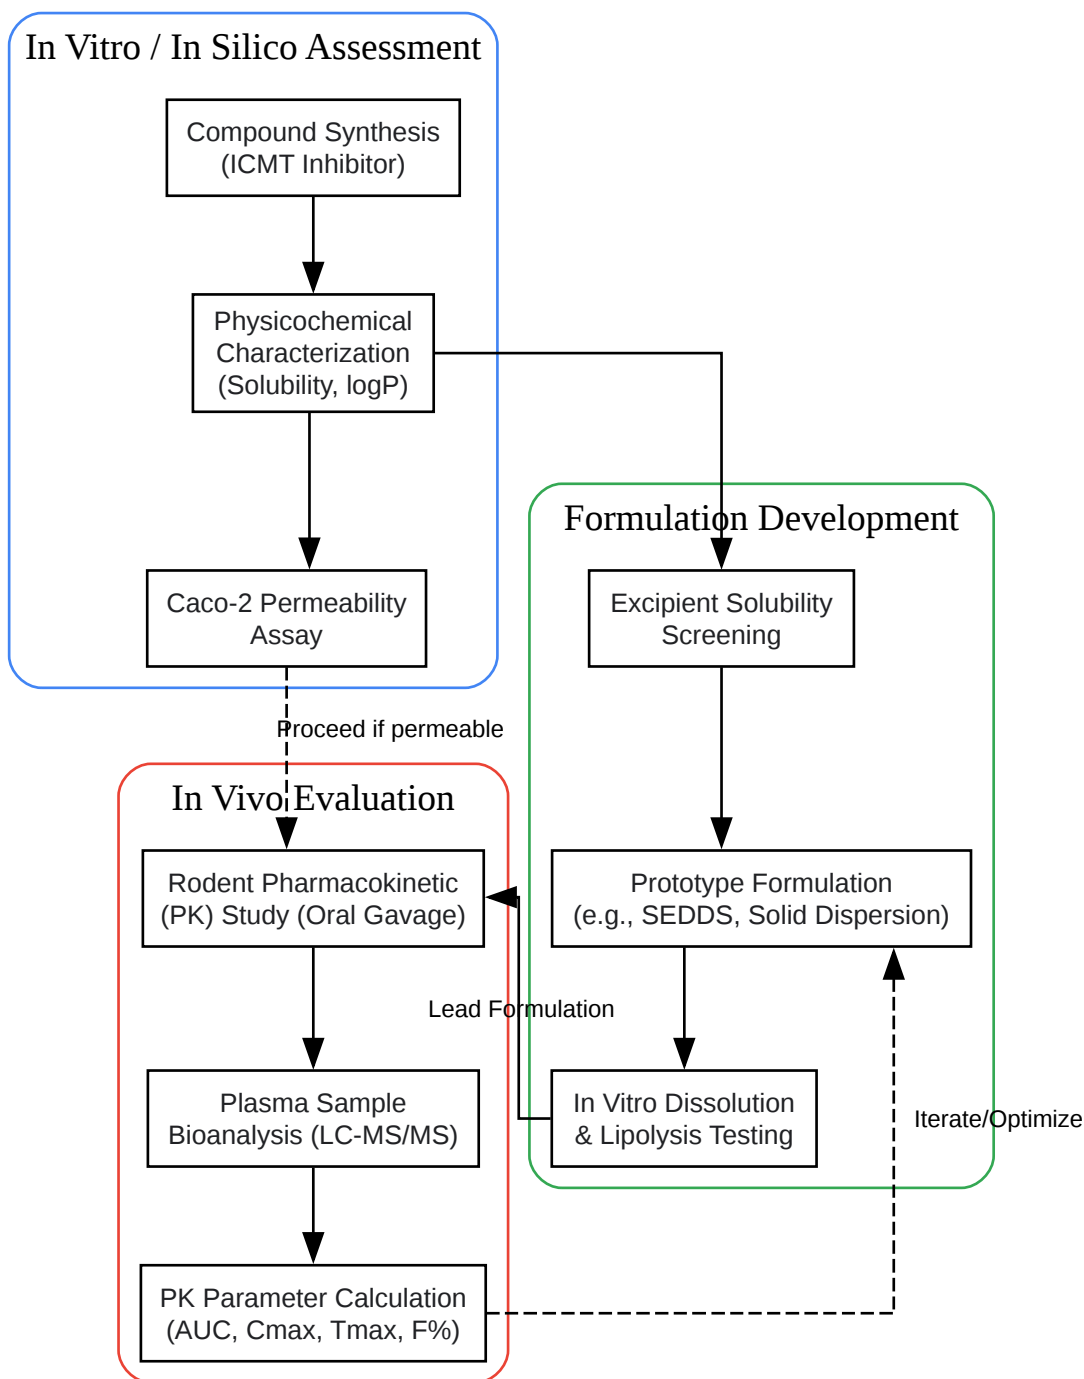 In Vitro / In Silico Assessment
Compound Synthesis
(ICMT Inhibitor)
Physicochemical
Characterization
(Solubility, logP)
Caco-2 Permeability
Assay
Proceed if permeable
Formulation Development
Excipient Solubility
Screening
Prototype Formulation
(e.g., SEDDS, Solid Dispersion)
In Vitro Dissolution
& Lipolysis Testing
Iterate/Optimize
Lead Formulation
In Vivo Evaluation
Rodent Pharmacokinetic
(PK) Study (Oral Gavage)
Plasma Sample
Bioanalysis (LC-MS/MS)
PK Parameter Calculation
(AUC, Cmax, Tmax, F%)